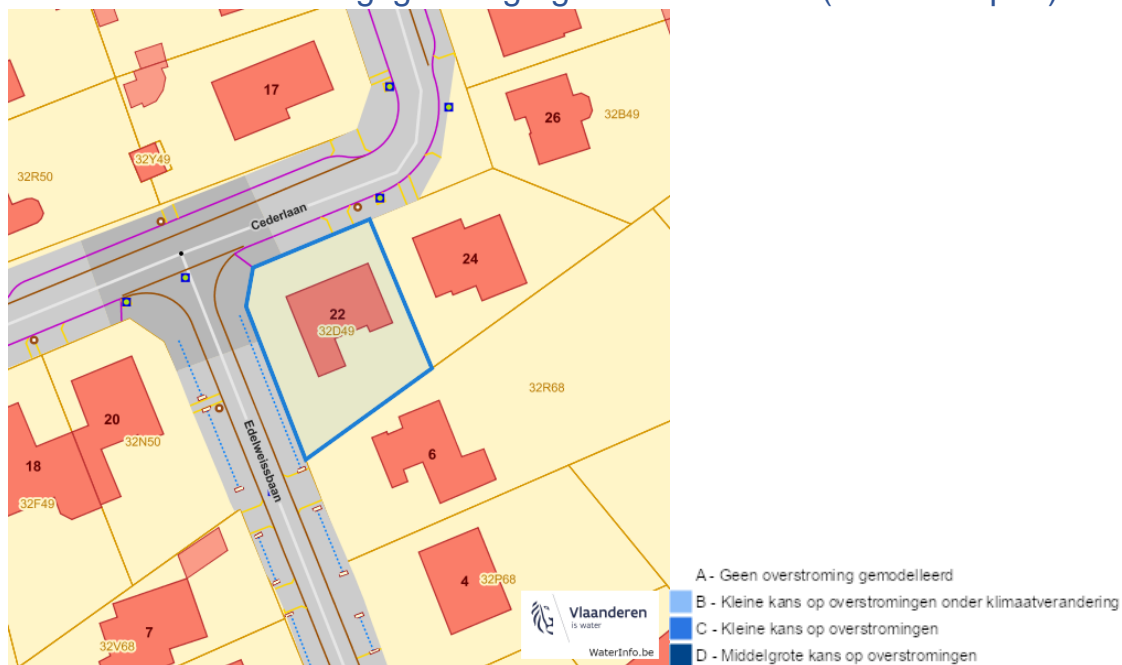 17
26
32B49
32Y49
32R50
Cederlaan
24
22
32D49
32R68
20
Edelweissbaan
32N50
6
18
32F49
4
32P68
7
32V68
Vlaanderen
is water
WaterInfo.be
A - Geen overstroming gemodelleerd
B - Kleine kans op overstromingen onder klimaatverandering
C - Kleine kans op overstromingen
D - Middelgrote kans op overstromingen